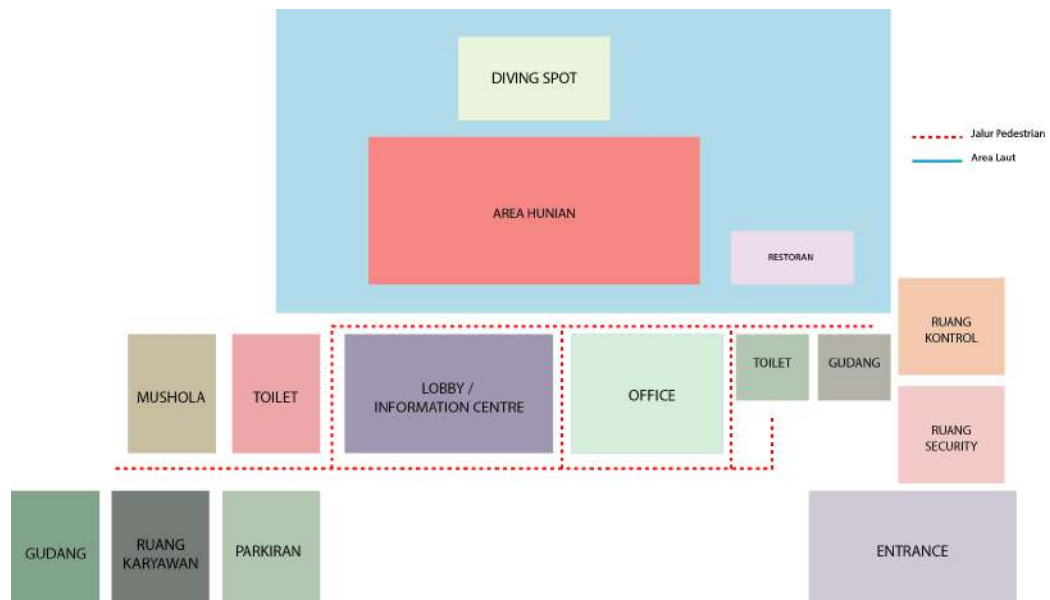 DIVING SPOT
AREA HUNIAN
RESTORAN
Jalur Pedestrian
Area Laut
RUANG
KONTROL
MUSHOLA
TOILET
LOBBY /
INFORMATION CENTRE
OFFICE
TOILET
GUDANG
RUANG
SECURITY
GUDANG
RUANG
KARYAWAN
PARKIRAN
ENTRANCE